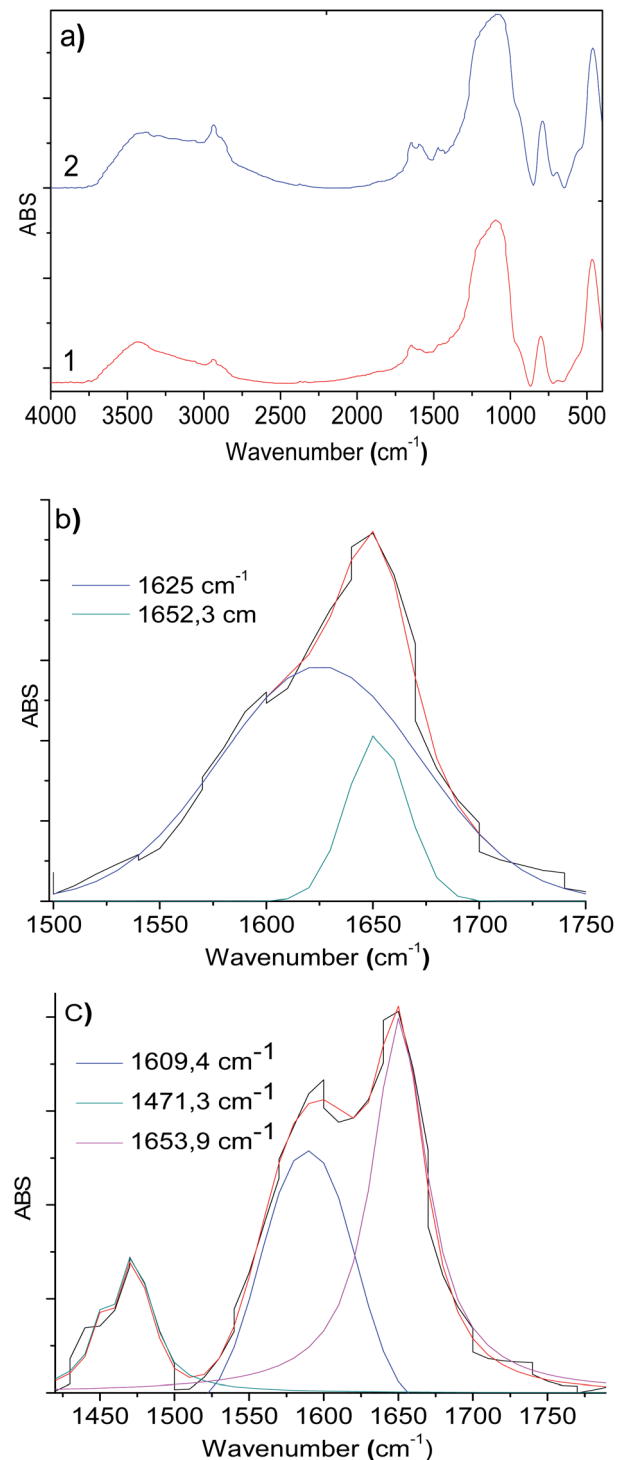 a)
2
1
ABS
4000 3500 3000 2500 2000 1500 1000 500
Wavenumber (cm-1)
b)
1625 cm-1
1652,3 cm
ABS
1500 1550 1600 1650 1700 1750
Wavenumber (cm-1)
C)
1609,4 cm-1
1471,3 cm-1
1653,9 cm-1
ABS
1450 1500 1550 1600 1650 1700 1750
Wavenumber (cm-1)